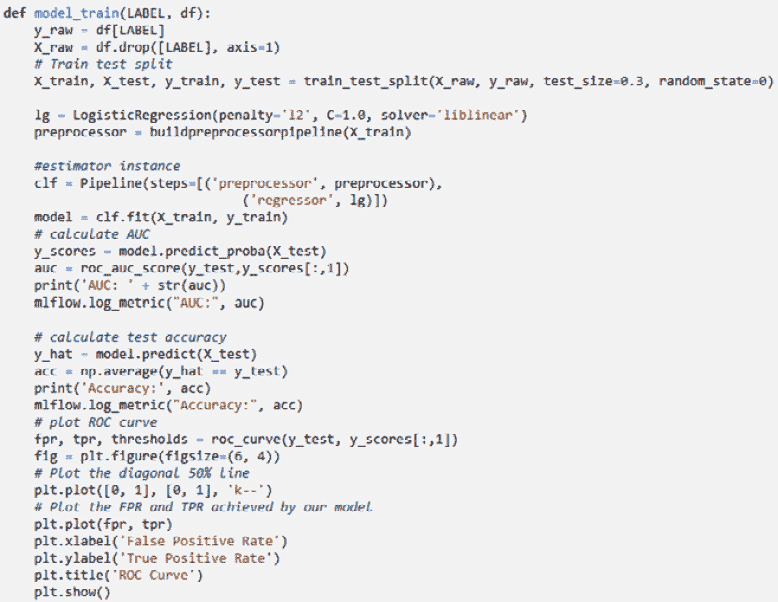 def model_train(LABEL, df):
    y_raw = df[LABEL]
    X_raw = df.drop([LABEL], axis=1)
    # Train test split
    X_train, X_test, y_train, y_test = train_test_split(X_raw, y_raw, test_size=0.3, random_state=0)

    lg = LogisticRegression(penalty='l2', C=1.0, solver='liblinear')
    preprocessor = buildpreprocessorpipeline(X_train)

    #estimator instance
    clf = Pipeline(steps=[('preprocessor', preprocessor),
                               ('regressor', lg)])
    model = clf.fit(X_train, y_train)
    # calculate AUC
    y_scores = model.predict_proba(X_test)
    auc = roc_auc_score(y_test,y_scores[:,1])
    print('AUC: ' + str(auc))
    mlflow.log_metric("AUC:", auc)

    # calculate test accuracy
    y_hat = model.predict(X_test)
    acc = np.average(y_hat == y_test)
    print('Accuracy:', acc)
    mlflow.log_metric("Accuracy:", acc)
    # plot ROC curve
    fpr, tpr, thresholds = roc_curve(y_test, y_scores[:,1])
    fig = plt.figure(figsize=(6, 4))
    # Plot the diagonal 50% line
    plt.plot([0, 1], [0, 1], 'k--')
    # Plot the FPR and TPR achieved by our model
    plt.plot(fpr, tpr)
    plt.xlabel('False Positive Rate')
    plt.ylabel('True Positive Rate')
    plt.title('ROC Curve')
    plt.show()